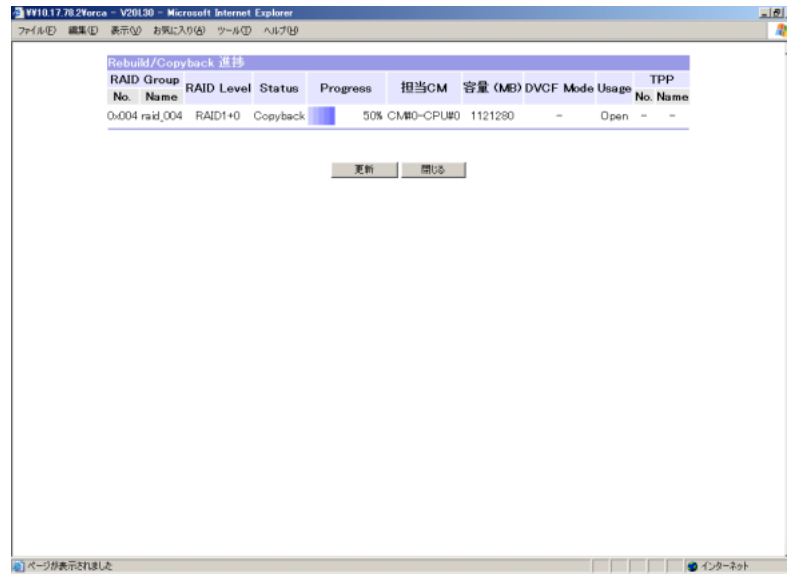 ¥¥10.17.78.2¥orca - V20L30 - Microsoft Internet Explorer
ファイル(F) 編集(E) 表示(V) お気に入り(A) ツール(T) ヘルプ(H)
Rebuild/Copyback 進捗
RAID Group RAID Level Status Progress 担当CM 容量 (MB) DVCF Mode Usage TPP
No. Name No. Name
0x004 raid_004 RAID1+0 Copyback 50% CM#0-CPU#0 1121280 - Open - -
更新 閉じる
ページが表示されました インターネット